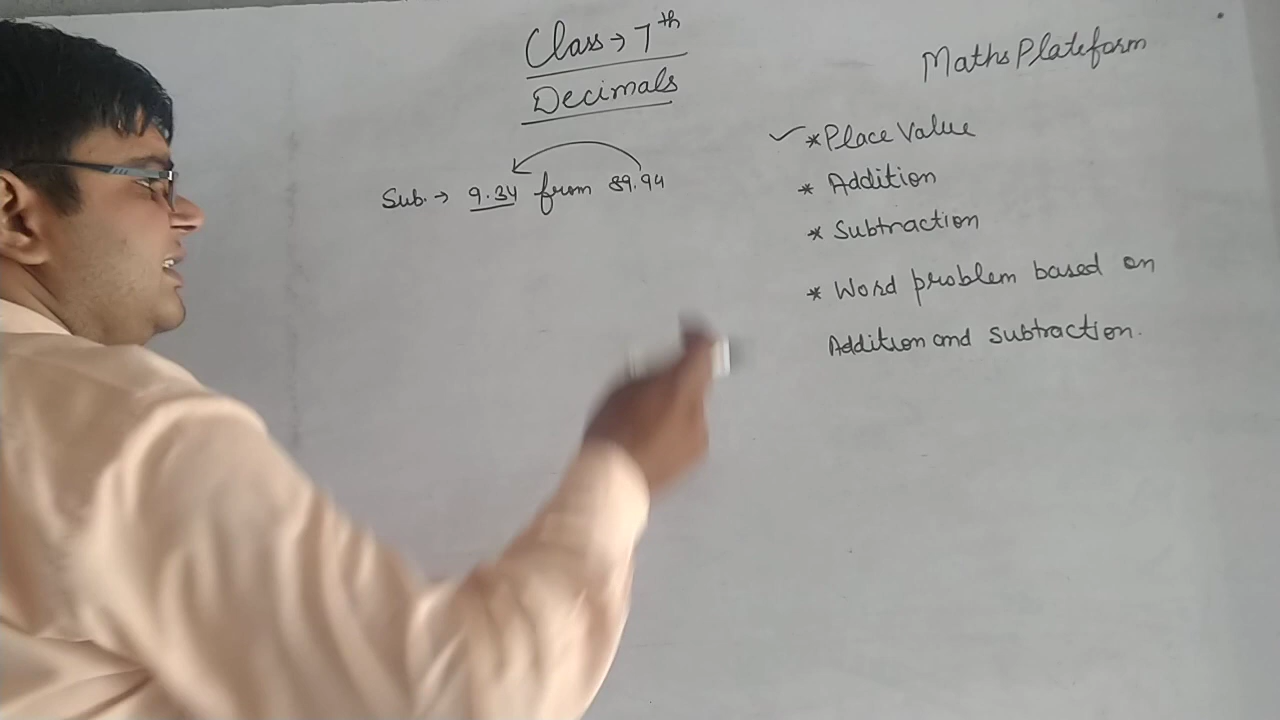 Class → 7th
Decimals
Sub. → 9.34 from 89.94
Maths Plateform
✓ * Place Value
* Addition
* Subtraction
* Word problem based on
Addition and subtraction.